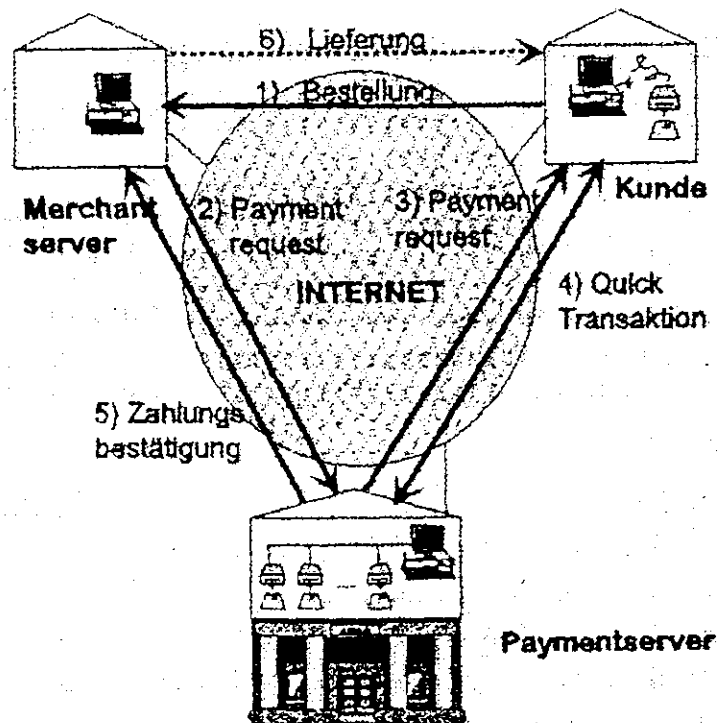 6) Lieferung
1) Bestellung
Kunde
Merchant
server
2) Payment
request
3) Payment
request
INTERNET
4) Quick
Transaktion
5) Zahlungs
bestätigung
Paymentserver